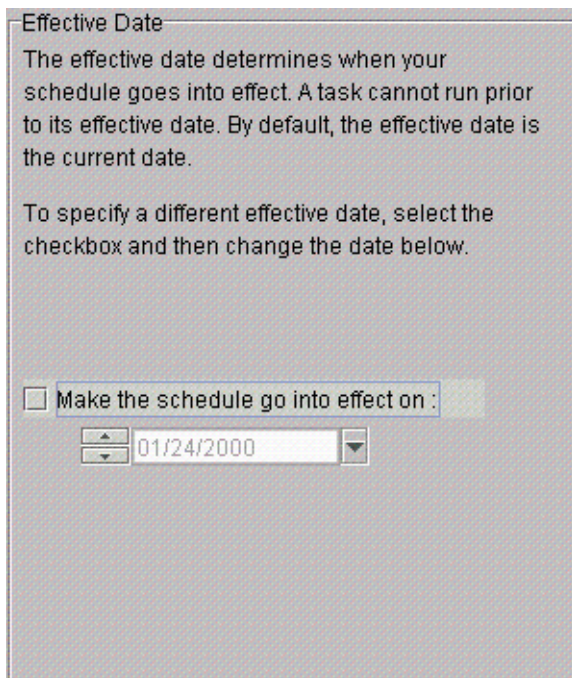 Effective Date
The effective date determines when your
schedule goes into effect. A task cannot run prior
to its effective date. By default, the effective date is
the current date.
To specify a different effective date, select the
checkbox and then change the date below.
Make the schedule go into effect on :
01/24/2000